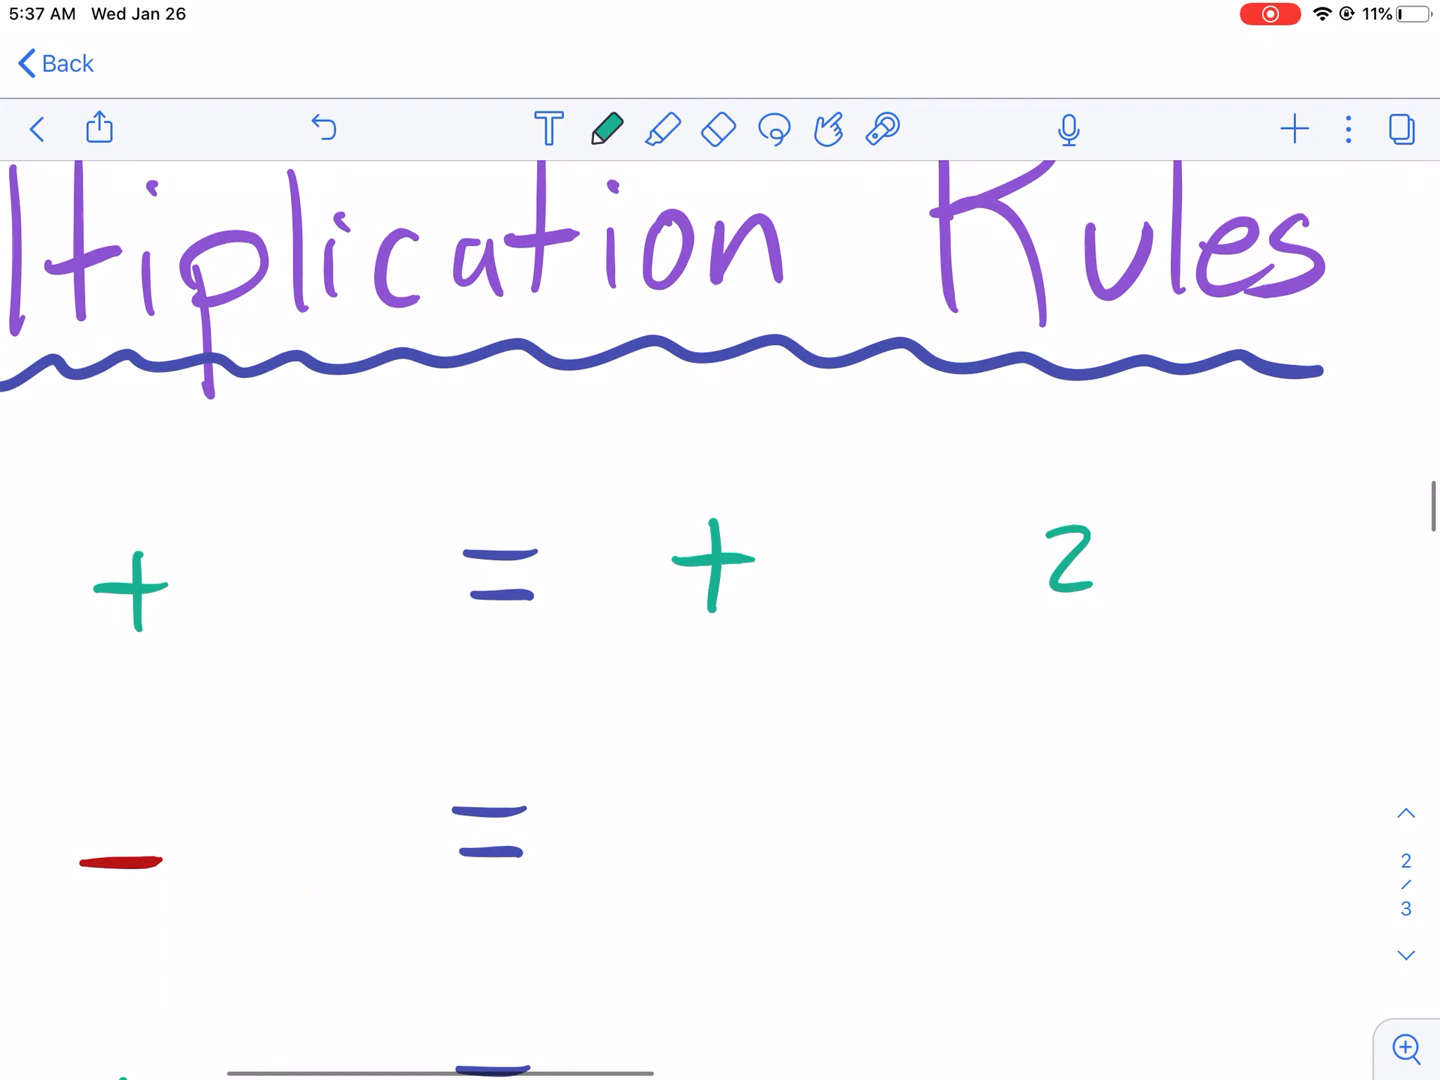 5:37 AM Wed Jan 26 11%
Back
T
ltiplication Rules
+ = + 2
- =
2
/
3
=